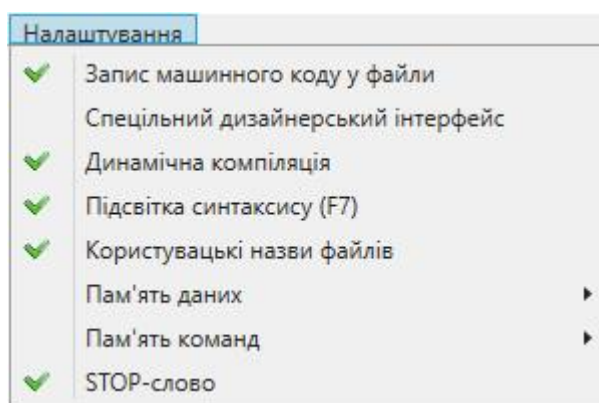 Налаштування
Запис машинного коду у файли
Спецільний дизайнерський інтерфейс
Динамічна компіляція
Підсвітка синтаксису (F7)
Користувацькі назви файлів
Пам'ять даних
Пам'ять команд
STOP-слово